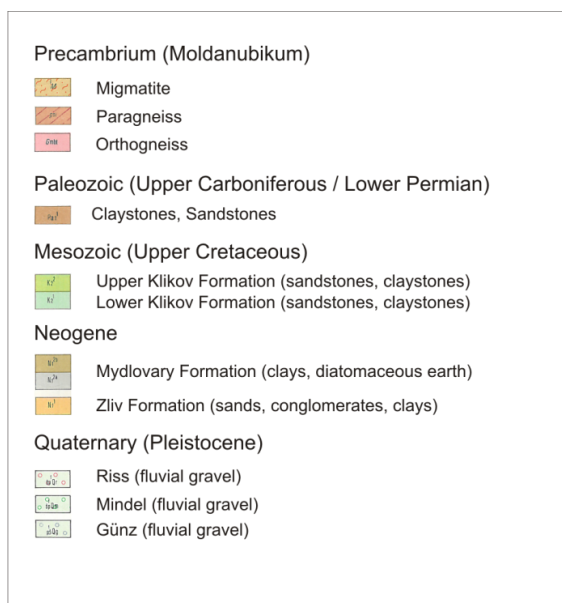 Precambrium (Moldanubikum)
Migmatite
Paragneiss
Orthogneiss
Paleozoic (Upper Carboniferous / Lower Permian)
Claystones, Sandstones
Mesozoic (Upper Cretaceous)
Upper Klikov Formation (sandstones, claystones)
Lower Klikov Formation (sandstones, claystones)
Neogene
Mydlovary Formation (clays, diatomaceous earth)
Zliv Formation (sands, conglomerates, clays)
Quaternary (Pleistocene)
Riss (fluvial gravel)
Mindel (fluvial gravel)
Günz (fluvial gravel)